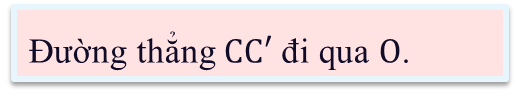 Đường thẳng CC′ đi qua O.